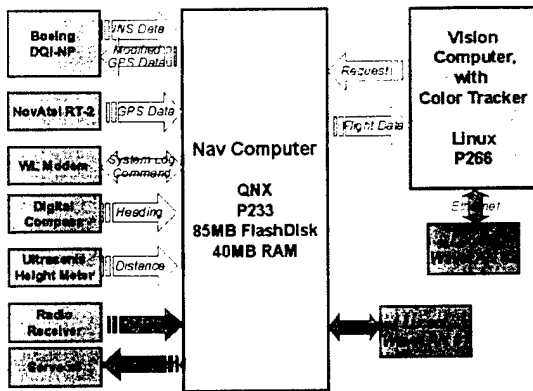 Boeing
DQI-NP
INS Data
Modified
GPS Data
NovAtel RT-2
GPS Data
WL Modem
System Log
Command
Digital
Compass
Heading
Ultrasonic
Height Meter
Distance
Radio
Receiver
Servos
Nav Computer
QNX
P233
85MB FlashDisk
40MB RAM
Request
Flight Data
Vision
Computer,
with
Color Tracker
Linux
P266
Ethernet